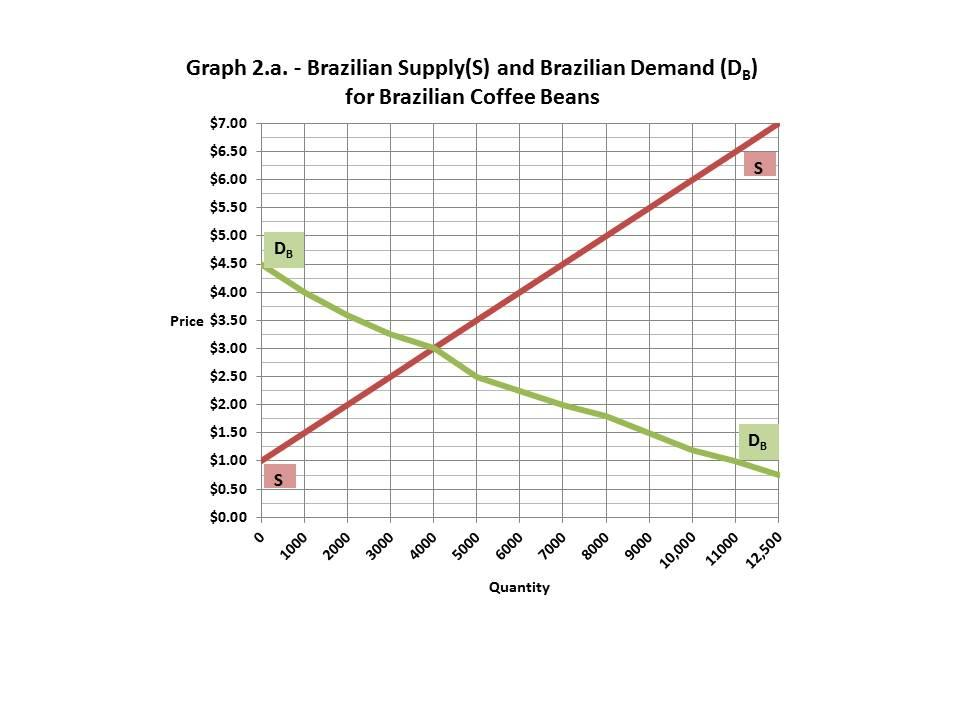 Graph 2.a. - Brazilian Supply(S) and Brazilian Demand (DB)
for Brazilian Coffee Beans
$7.00
$6.50
S
$6.00
$5.50
$5.00
DB
$4.50
$4.00
Price $3.50
$3.00
$2.50
$2.00
$1.50
DB
$1.00
S
$0.50
$0.00
0 1000 2000 3000 4000 5000 6000 7000 8000 9000 10,000 11000 12,500
Quantity